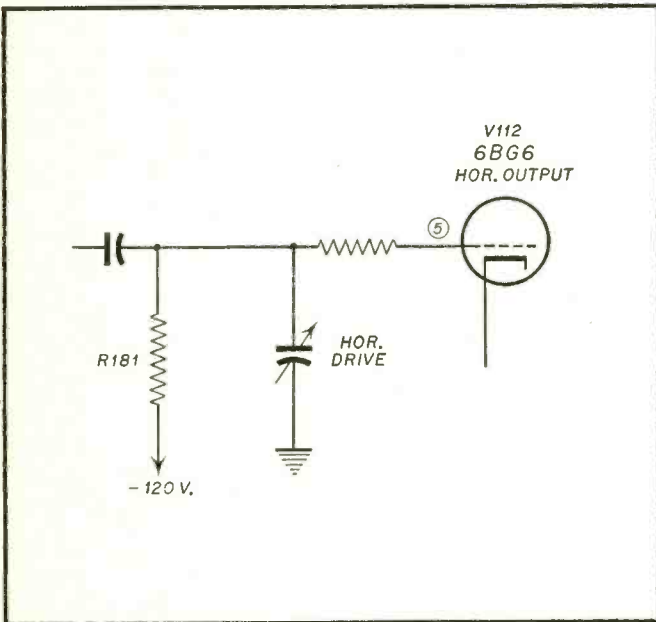 V112
6BG6
HOR. OUTPUT
5
R181
HOR.
DRIVE
-120 V.